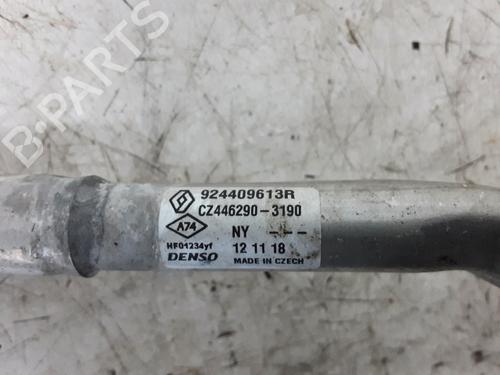 924409613R
CZ446290-3190
A74
NY ---
HFO1234yf
12 11 18
DENSO
MADE IN CZECH
B-PARTS